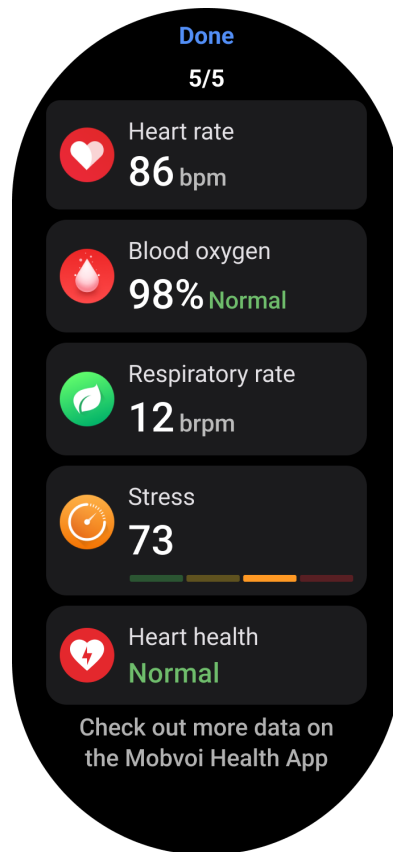 Done
5/5
Heart rate
86 bpm
Blood oxygen
98% Normal
Respiratory rate
12 brpm
Stress
73
Heart health
Normal
Check out more data on
the Mobvoi Health App